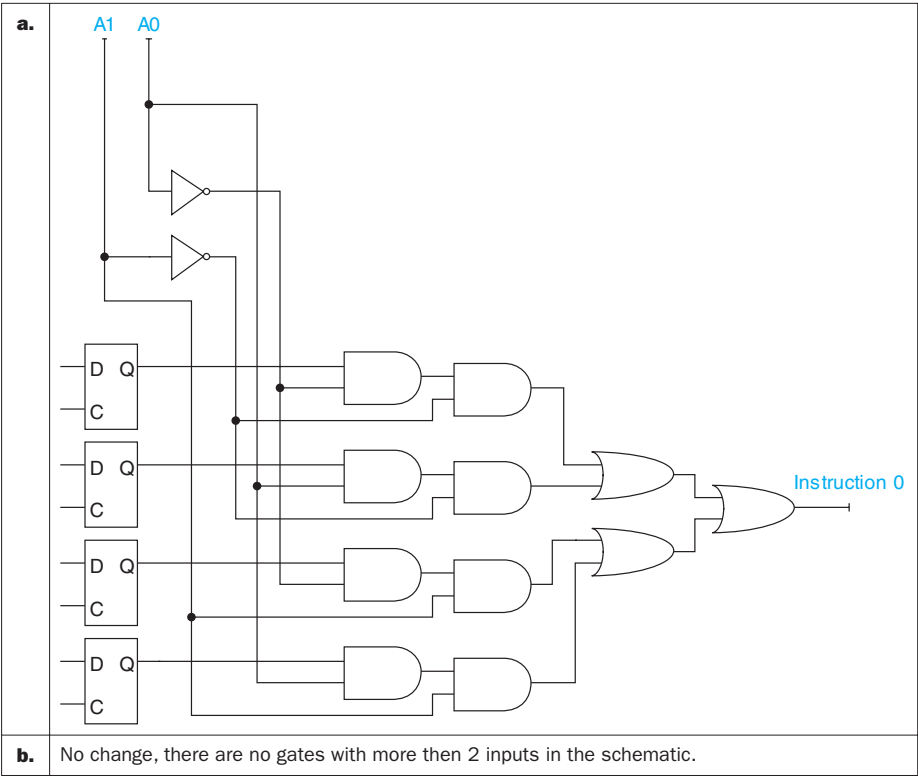 a.
A1 A0
D Q
C
D Q
C
Instruction 0
D Q
C
D Q
C
b. No change, there are no gates with more then 2 inputs in the schematic.